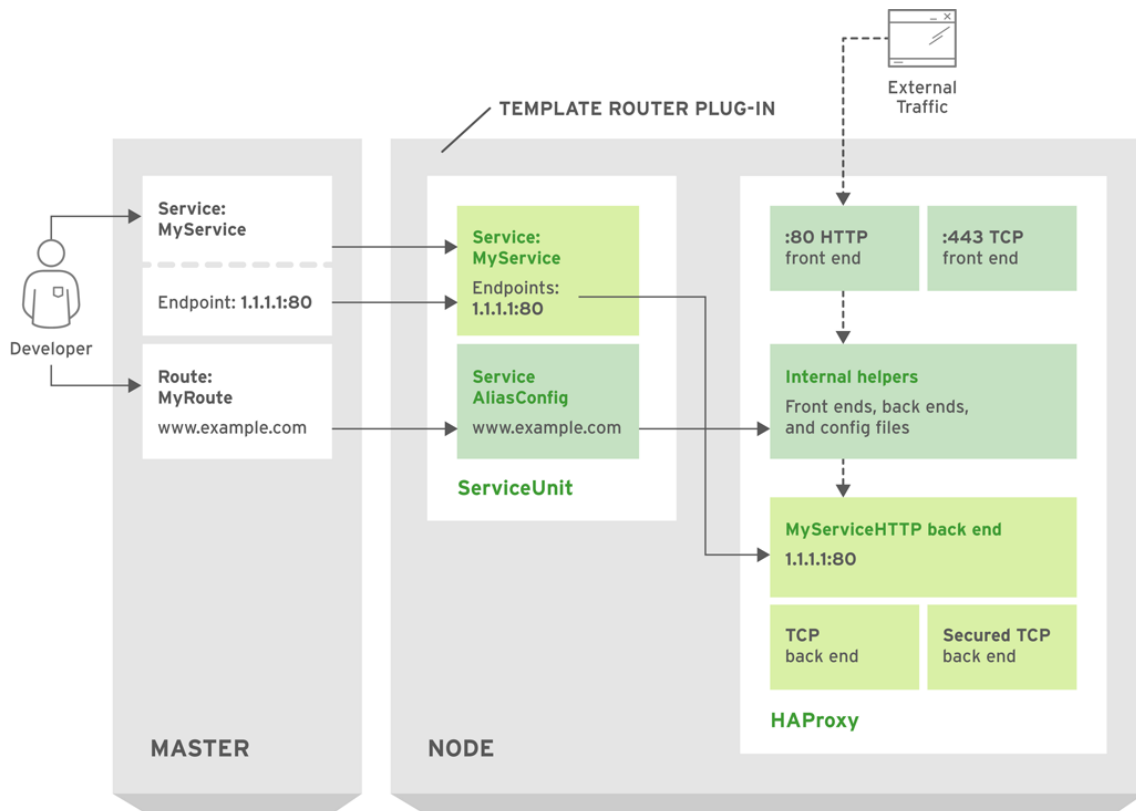 External
Traffic
TEMPLATE ROUTER PLUG-IN
Developer
Service:
MyService
Endpoint: 1.1.1.1:80
Route:
MyRoute
www.example.com
MASTER
Service:
MyService
Endpoints:
1.1.1.1:80
Service
AliasConfig
www.example.com
ServiceUnit
NODE
:80 HTTP
front end
:443 TCP
front end
Internal helpers
Front ends, back ends,
and config files
MyServiceHTTP back end
1.1.1.1:80
TCP
back end
Secured TCP
back end
HAProxy